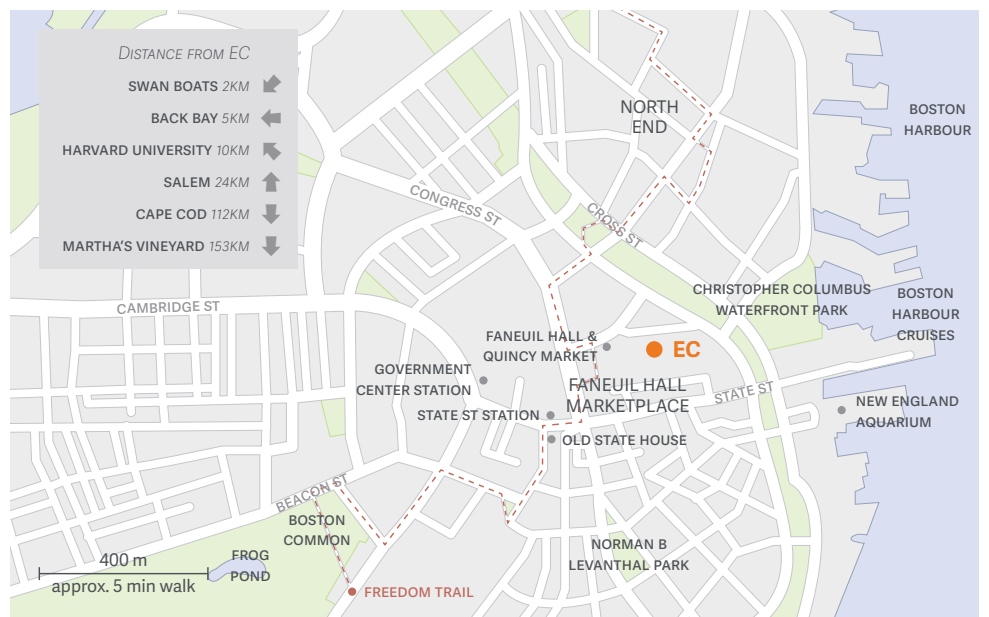 DISTANCE FROM EC
SWAN BOATS 2KM
BACK BAY 5KM
HARVARD UNIVERSITY 10KM
SALEM 24KM
CAPE COD 112KM
MARTHA'S VINEYARD 153KM
NORTH
END
BOSTON
HARBOUR
CONGRESS ST
CROSS ST
CHRISTOPHER COLUMBUS
WATERFRONT PARK
BOSTON
HARBOUR
CRUISES
CAMBRIDGE ST
FANEUIL HALL &
QUINCY MARKET
EC
GOVERNMENT
CENTER STATION
FANEUIL HALL
MARKETPLACE
STATE ST
STATE ST STATION
NEW ENGLAND
AQUARIUM
OLD STATE HOUSE
BEACON ST
BOSTON
COMMON
NORMAN B
LEVANTHAL PARK
FROG
POND
400 m
approx. 5 min walk
FREEDOM TRAIL